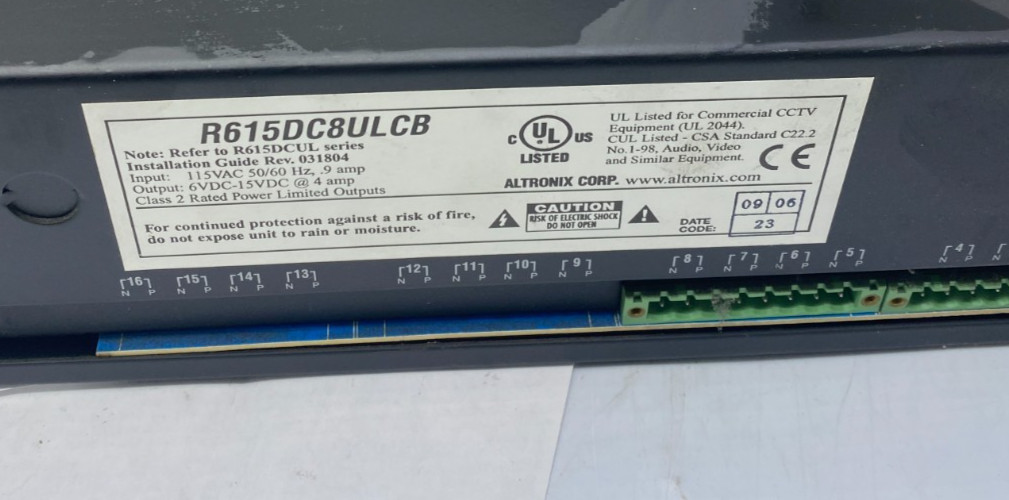 R615DC8ULCB
Note: Refer to R615DCUL series
Installation Guide Rev. 031804
Input: 115VAC 50/60 Hz, .9 amp
Output: 6VDC-15VDC @ 4 amp
Class 2 Rated Power Limited Outputs
For continued protection against a risk of fire,
do not expose unit to rain or moisture.
C UL US
LISTED
UL Listed for Commercial CCTV
Equipment (UL 2044).
CUL Listed - CSA Standard C22.2
No.1-98, Audio, Video
and Similar Equipment.
CE
ALTRONIX CORP. www.altronix.com
CAUTION
RISK OF ELECTRIC SHOCK
DO NOT OPEN
DATE
CODE:
09 06
23
16 15 14 13 12 11 10 9 8 7 6 5 4
N P N P N P N P N P N P N P N P N P N P N P N P N P N